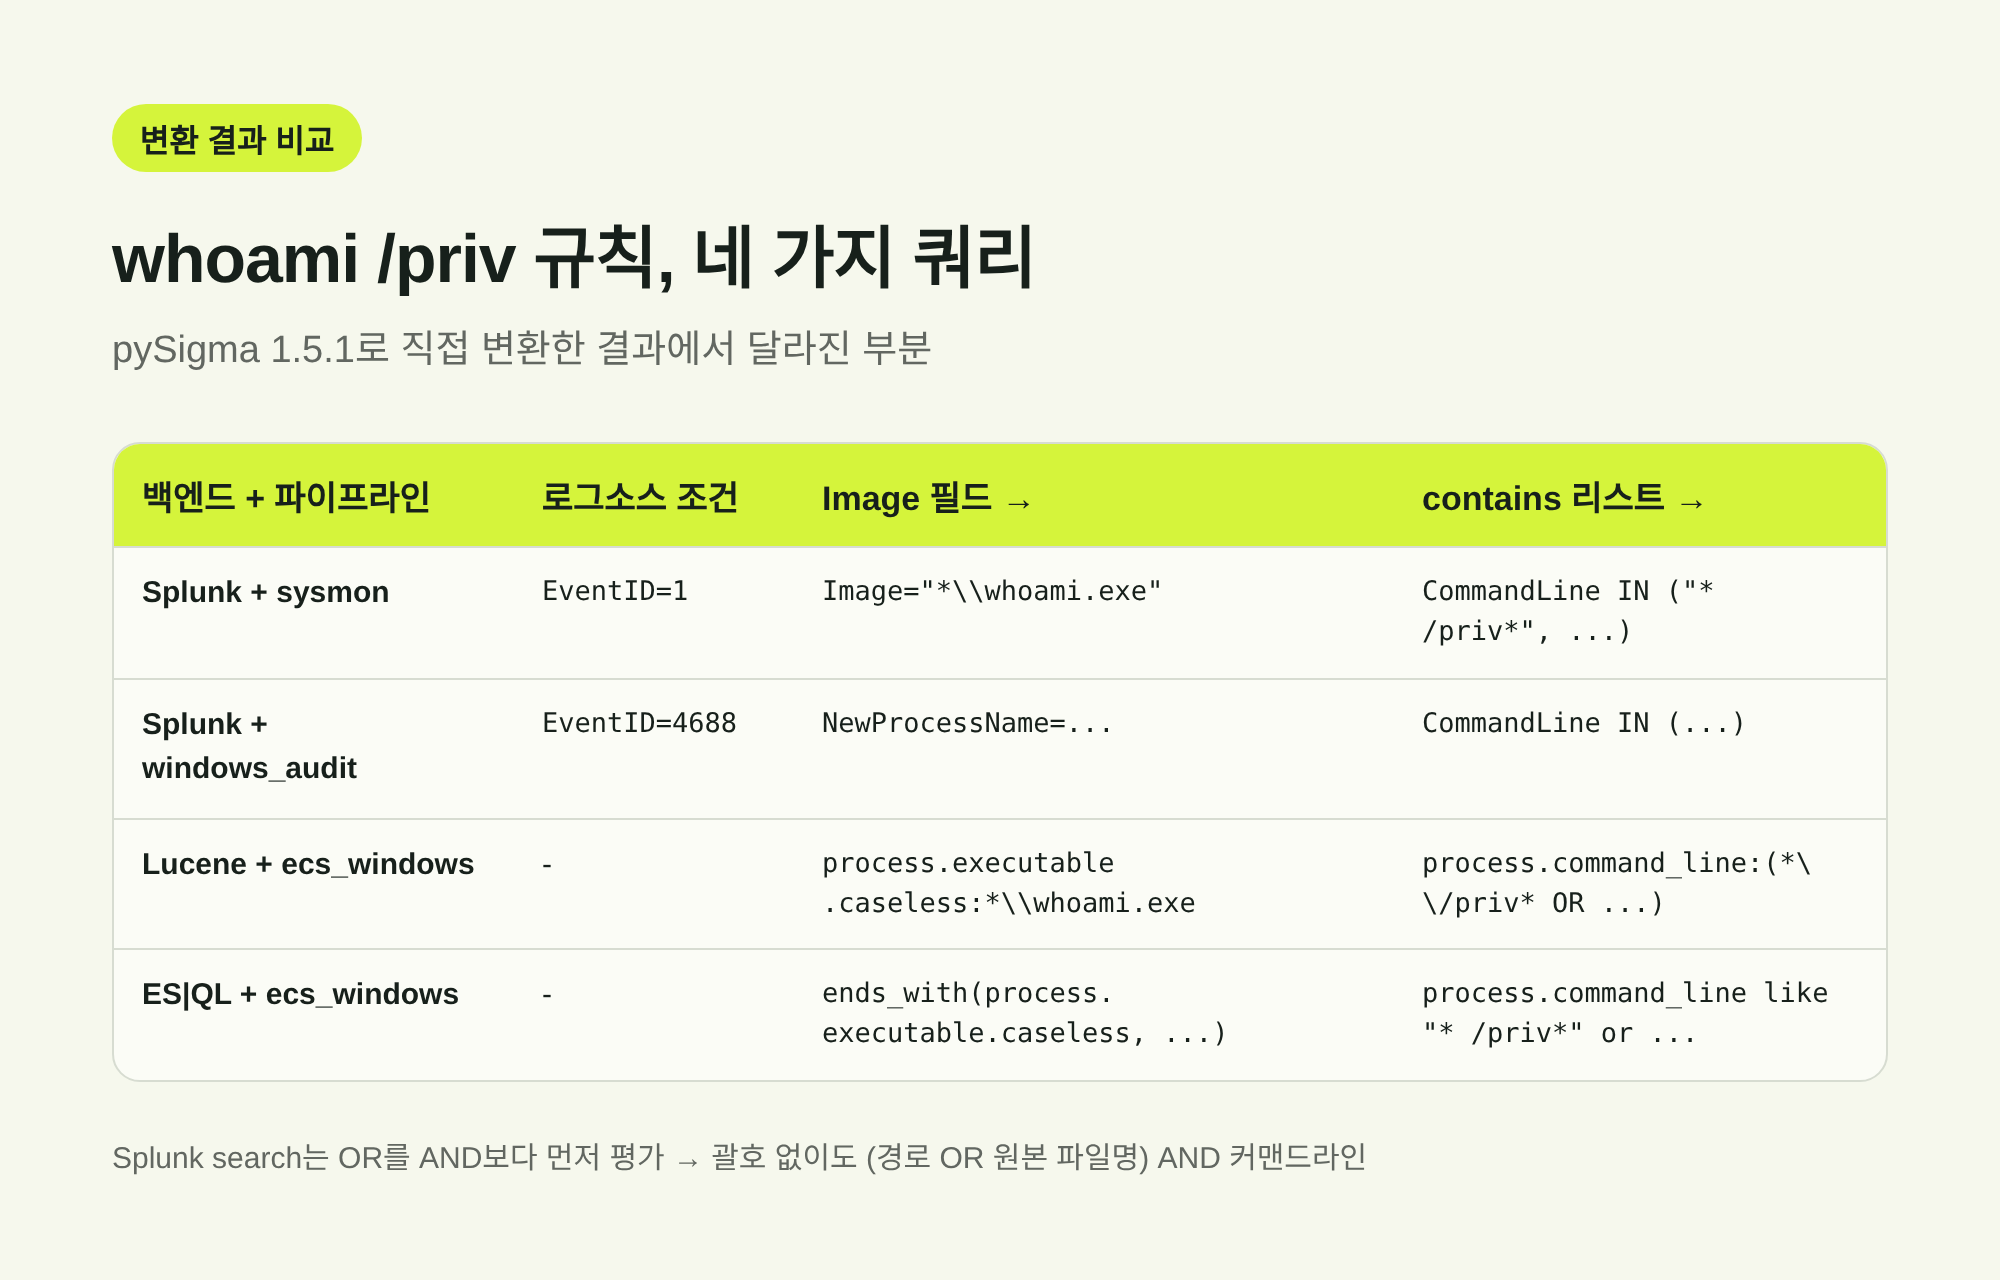 변환 결과 비교
whoami /priv 규칙, 네 가지 쿼리
pySigma 1.5.1로 직접 변환한 결과에서 달라진 부분
백엔드 + 파이프라인 로그소스 조건 Image 필드 → contains 리스트 →
Splunk + sysmon EventID=1 Image="*\\whoami.exe" CommandLine IN ("*
/priv*", ...)
Splunk + EventID=4688 NewProcessName=... CommandLine IN (...)
windows_audit
Lucene + ecs_windows - process.executable process.command_line:(*\
.caseless:*\\whoami.exe \/priv* OR ...)
ES|QL + ecs_windows - ends_with(process. process.command_line like
executable.caseless, ...) "* /priv*" or ...
Splunk search는 OR를 AND보다 먼저 평가 → 괄호 없이도 (경로 OR 원본 파일명) AND 커맨드라인